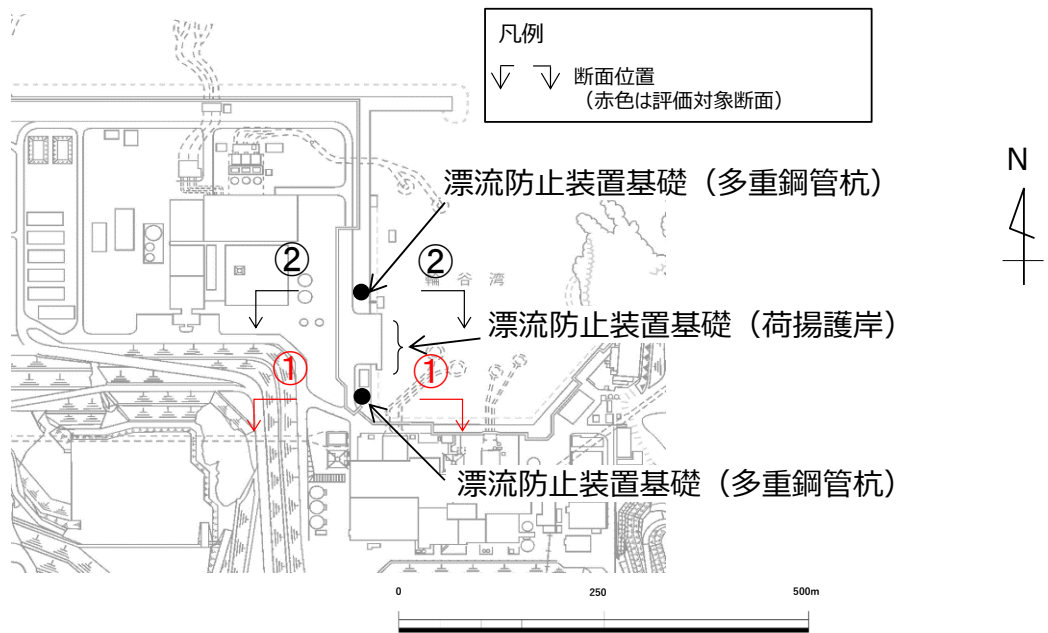 凡例
断面位置
（赤色は評価対象断面）
N
漂流防止装置基礎（多重鋼管杭）
② ②
輪谷湾
漂流防止装置基礎（荷揚護岸）
① ①
漂流防止装置基礎（多重鋼管杭）
0 250 500m